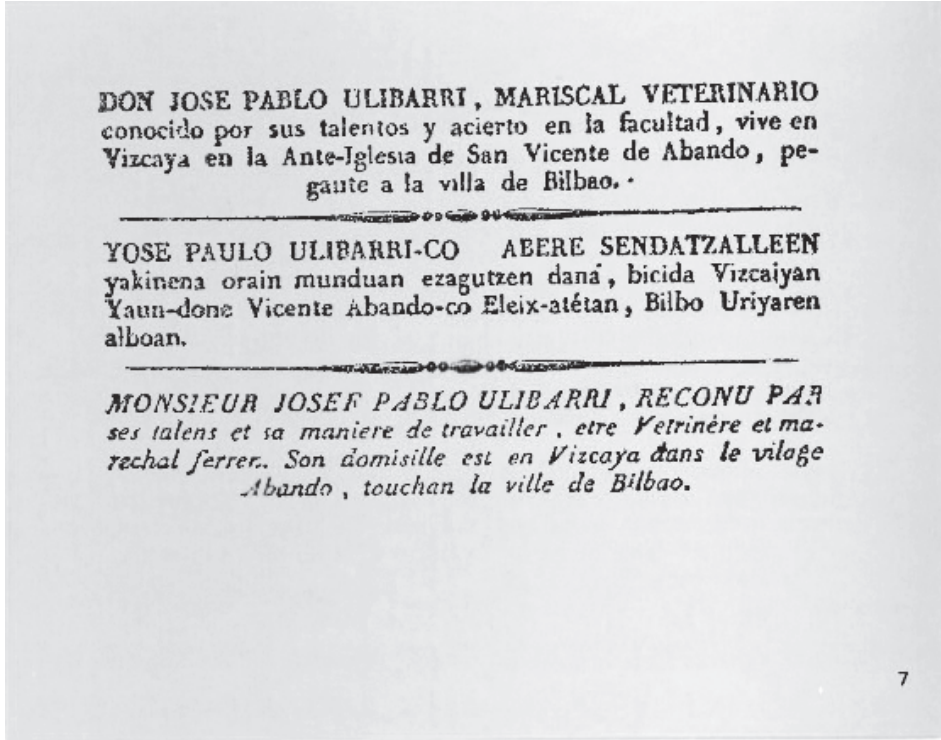 DON JOSE PABLO ULIBARRI, MARISCAL VETERINARIO
conocido por sus talentos y acierto en la facultad, vive en
Vizcaya en la Ante-Iglesia de San Vicente de Abando, pe-
gante a la villa de Bilbao.
YOSE PAULO ULIBARRI-CO ABERE SENDATZALLEEN
yakinena orain munduan ezagutzen daná, bicida Vizcaiyan
Yaun-done Vicente Abando-co Eleix-atétan, Bilbo Uriyaren
alboan.
MONSIEUR JOSEF PABLO ULIBARRI, RECONU PAR
ses talens et sa maniere de travailler, etre Vetrinère et ma-
rechal ferrer.. Son domisille est en Vizcaya dans le vilage
Abando, touchan la ville de Bilbao.
7